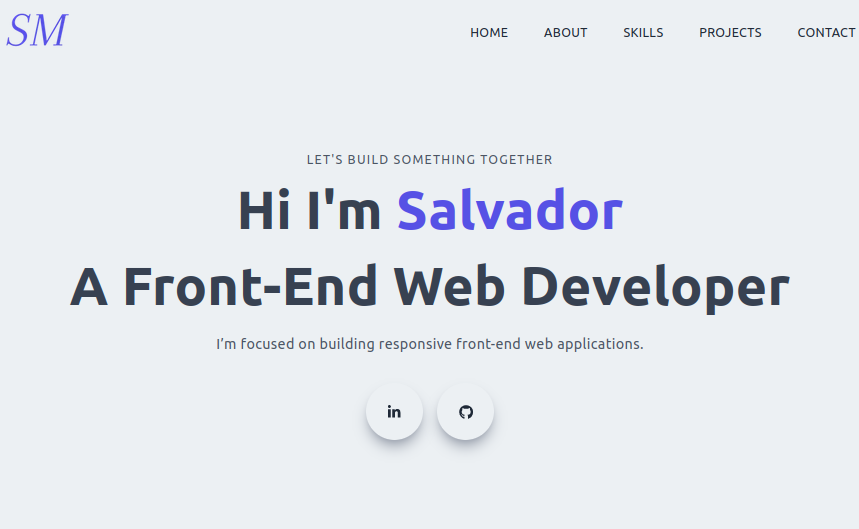 SM
HOME ABOUT SKILLS PROJECTS CONTACT
LET'S BUILD SOMETHING TOGETHER
Hi I'm Salvador
A Front-End Web Developer
I’m focused on building responsive front-end web applications.
in